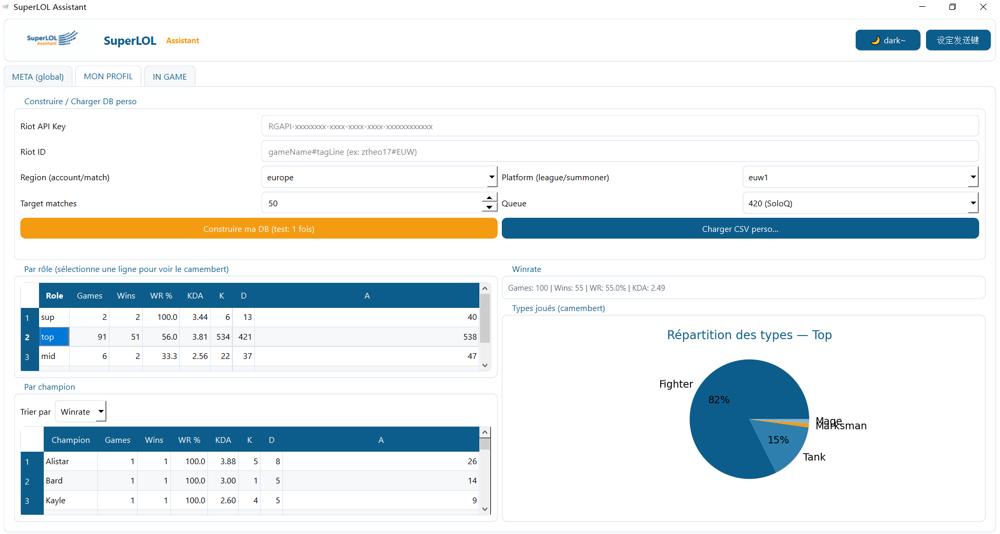 SuperLOL Assistant
SuperLOL
Assistant
SuperLOL Assistant
🌙 dark~ 设定发送键
META (global) MON PROFIL IN GAME
Construire / Charger DB perso
Riot API Key RGAPI-xxxxxxxx-xxxx-xxxx-xxxx-xxxxxxxxxxxx
Riot ID gameName#tagLine (ex: ztheo17#EUW)
Region (account/match) europe Platform (league/summoner) euw1
Target matches 50 Queue 420 (SoloQ)
Construire ma DB (test: 1 fois) Charger CSV perso...
Par rôle (sélectionne une ligne pour voir le camembert)
Role Games Wins WR % KDA K D A
1 sup 2 2 100.0 3.44 6 13 40
2 top 91 51 56.0 3.81 534 421 538
3 mid 6 2 33.3 2.56 22 37 47
Par champion
Trier par Winrate
Champion Games Wins WR % KDA K D A
1 Alistar 1 1 100.0 3.88 5 8 26
2 Bard 1 1 100.0 3.00 1 5 14
3 Kayle 1 1 100.0 2.60 4 5 9
Winrate
Games: 100 | Wins: 55 | WR: 55.0% | KDA: 2.49
Types joués (camembert)
Répartition des types — Top
Fighter
82%
Mage
Marksman
15%
Tank